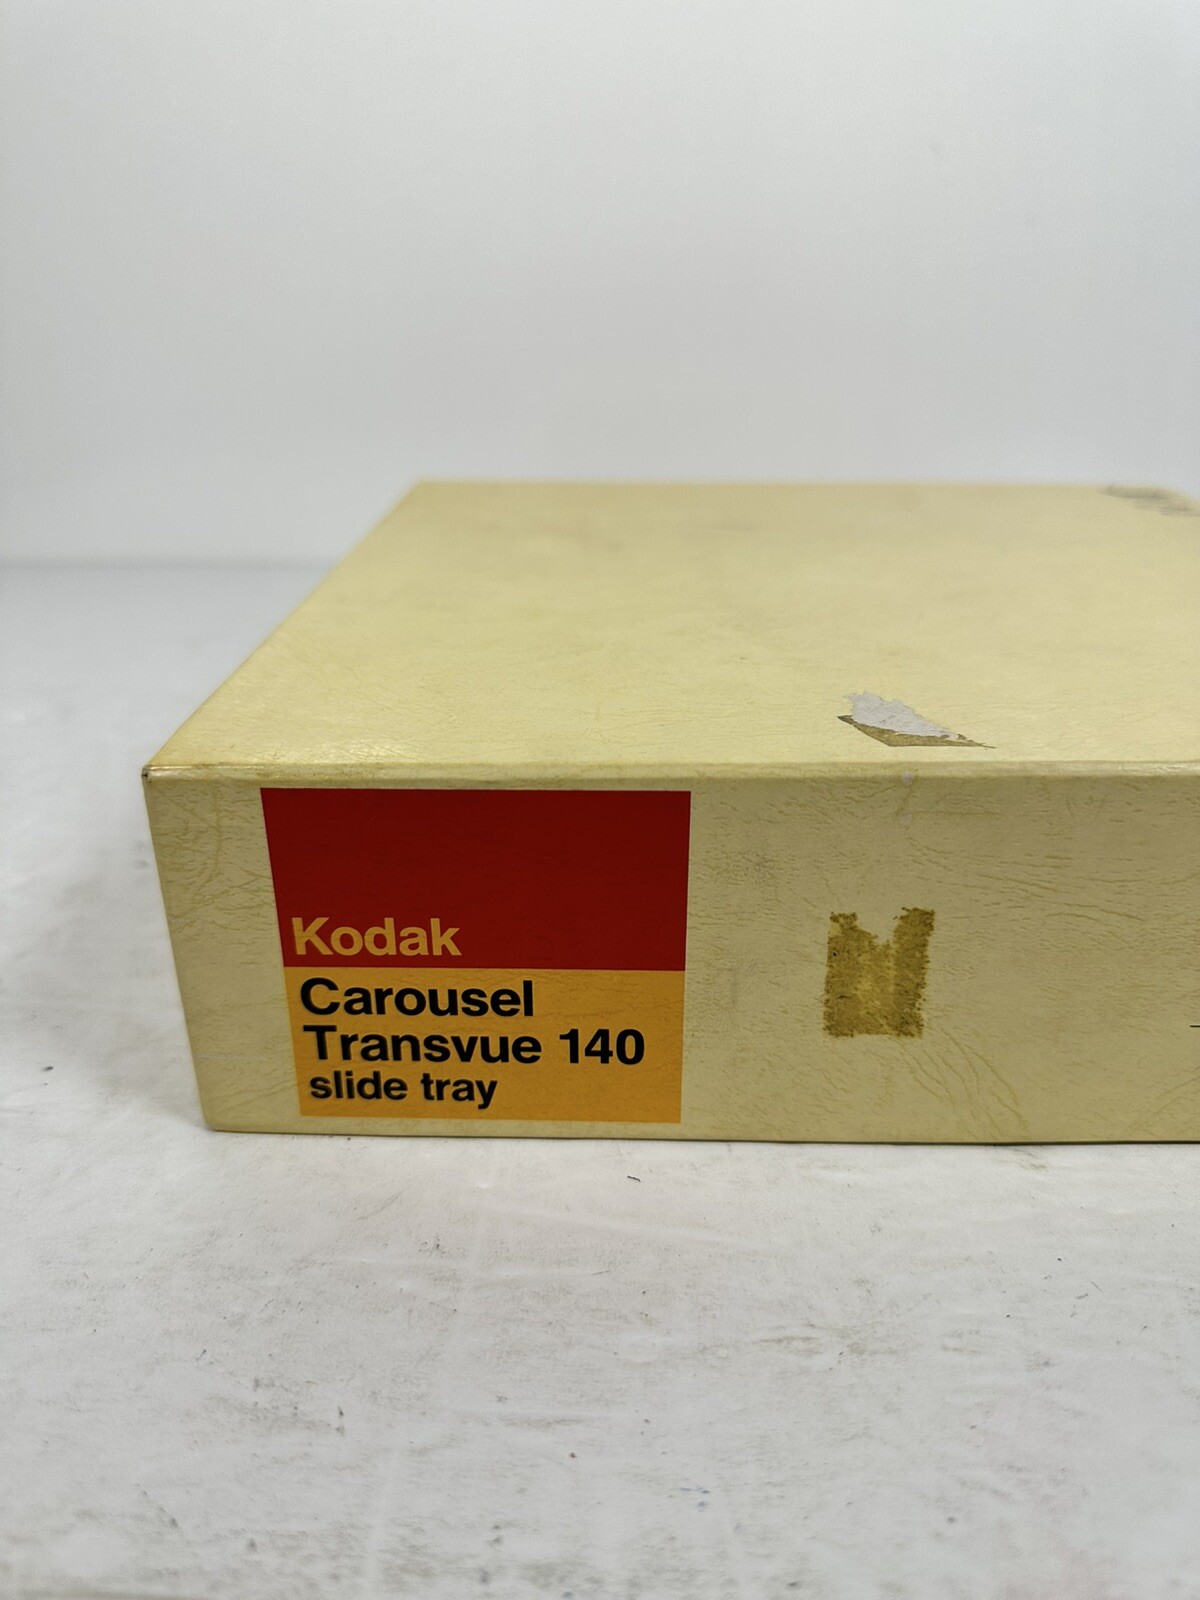 Kodak
Carousel
Transvue 140
slide tray